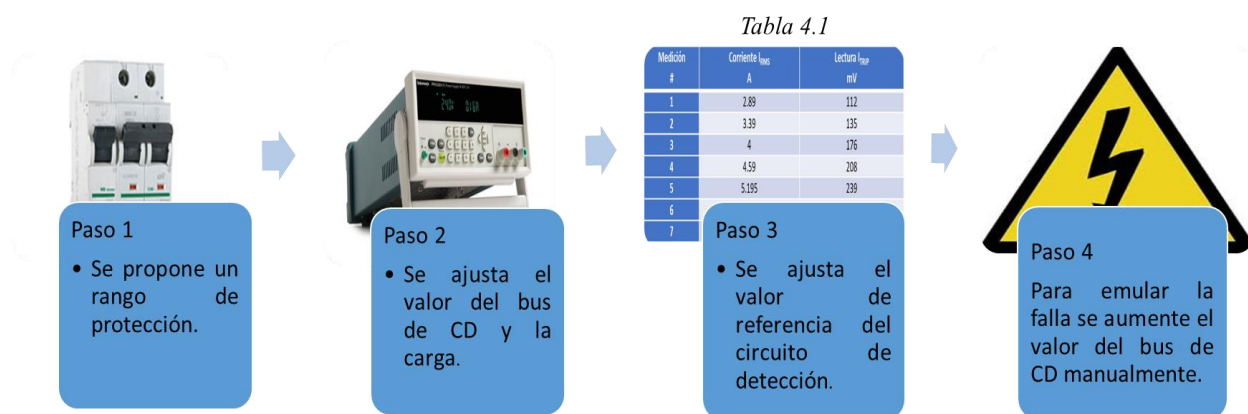 Tabla 4.1
Medición Corriente I_RMS Lectura I_TRIP
# A mV
1 2.89 112
2 3.39 135
3 4 176
4 4.59 208
5 5.195 239
6
7
Paso 1
• Se propone un
rango de
protección.
Paso 2
• Se ajusta el
valor del bus
de CD y la
carga.
Paso 3
• Se ajusta el
valor de
referencia del
circuito de
detección.
Paso 4
Para emular la
falla se aumente el
valor del bus de
CD manualmente.